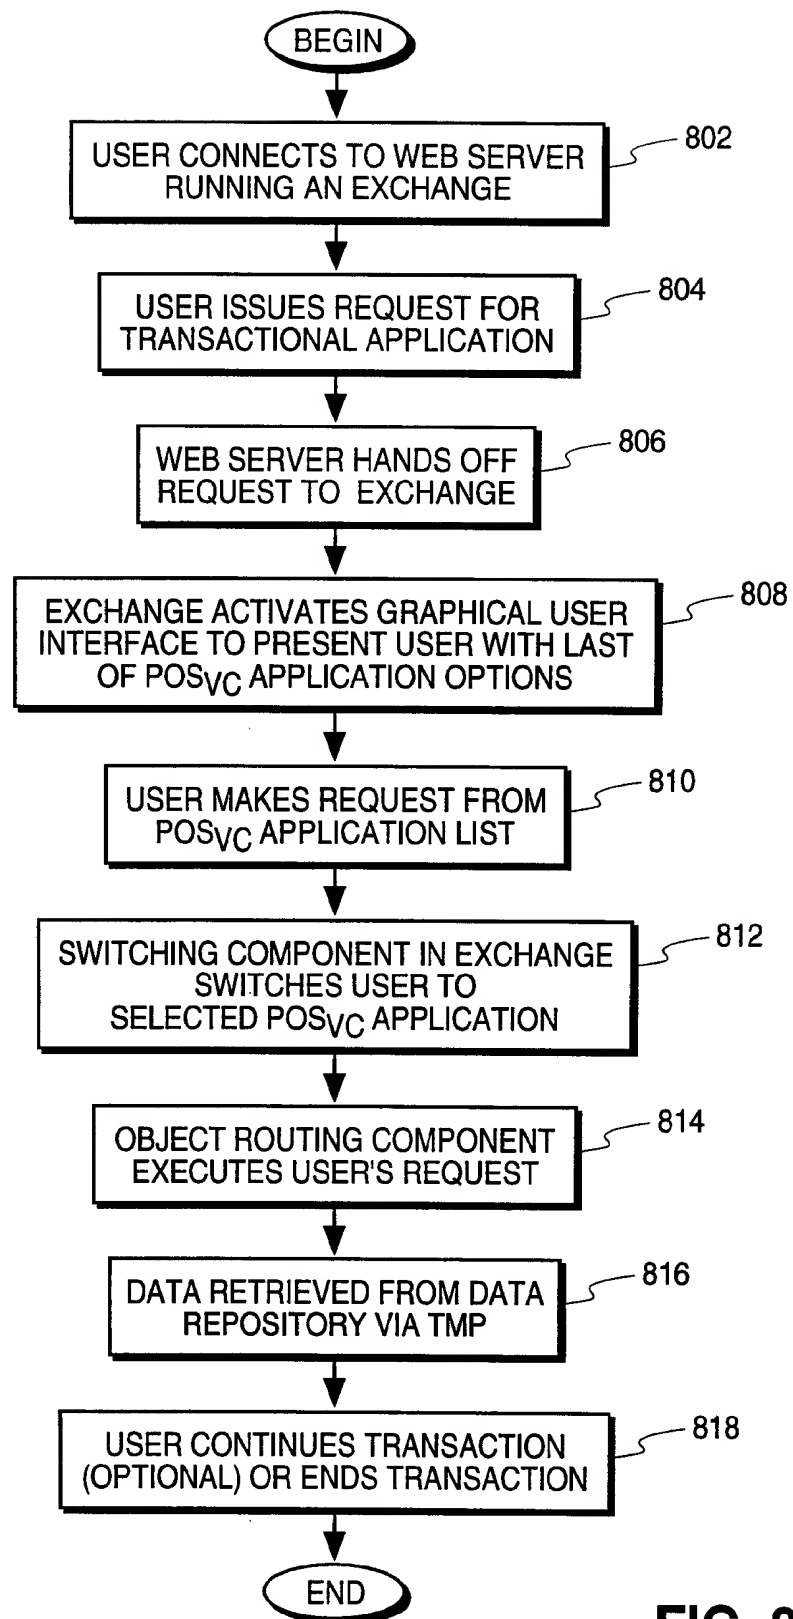 BEGIN
USER CONNECTS TO WEB SERVER
RUNNING AN EXCHANGE
802
USER ISSUES REQUEST FOR
TRANSACTIONAL APPLICATION
804
WEB SERVER HANDS OFF
REQUEST TO EXCHANGE
806
EXCHANGE ACTIVATES GRAPHICAL USER
INTERFACE TO PRESENT USER WITH LAST
OF POSVC APPLICATION OPTIONS
808
USER MAKES REQUEST FROM
POSVC APPLICATION LIST
810
SWITCHING COMPONENT IN EXCHANGE
SWITCHES USER TO
SELECTED POSVC APPLICATION
812
OBJECT ROUTING COMPONENT
EXECUTES USER'S REQUEST
814
DATA RETRIEVED FROM DATA
REPOSITORY VIA TMP
816
USER CONTINUES TRANSACTION
(OPTIONAL) OR ENDS TRANSACTION
818
END
FIG. 8